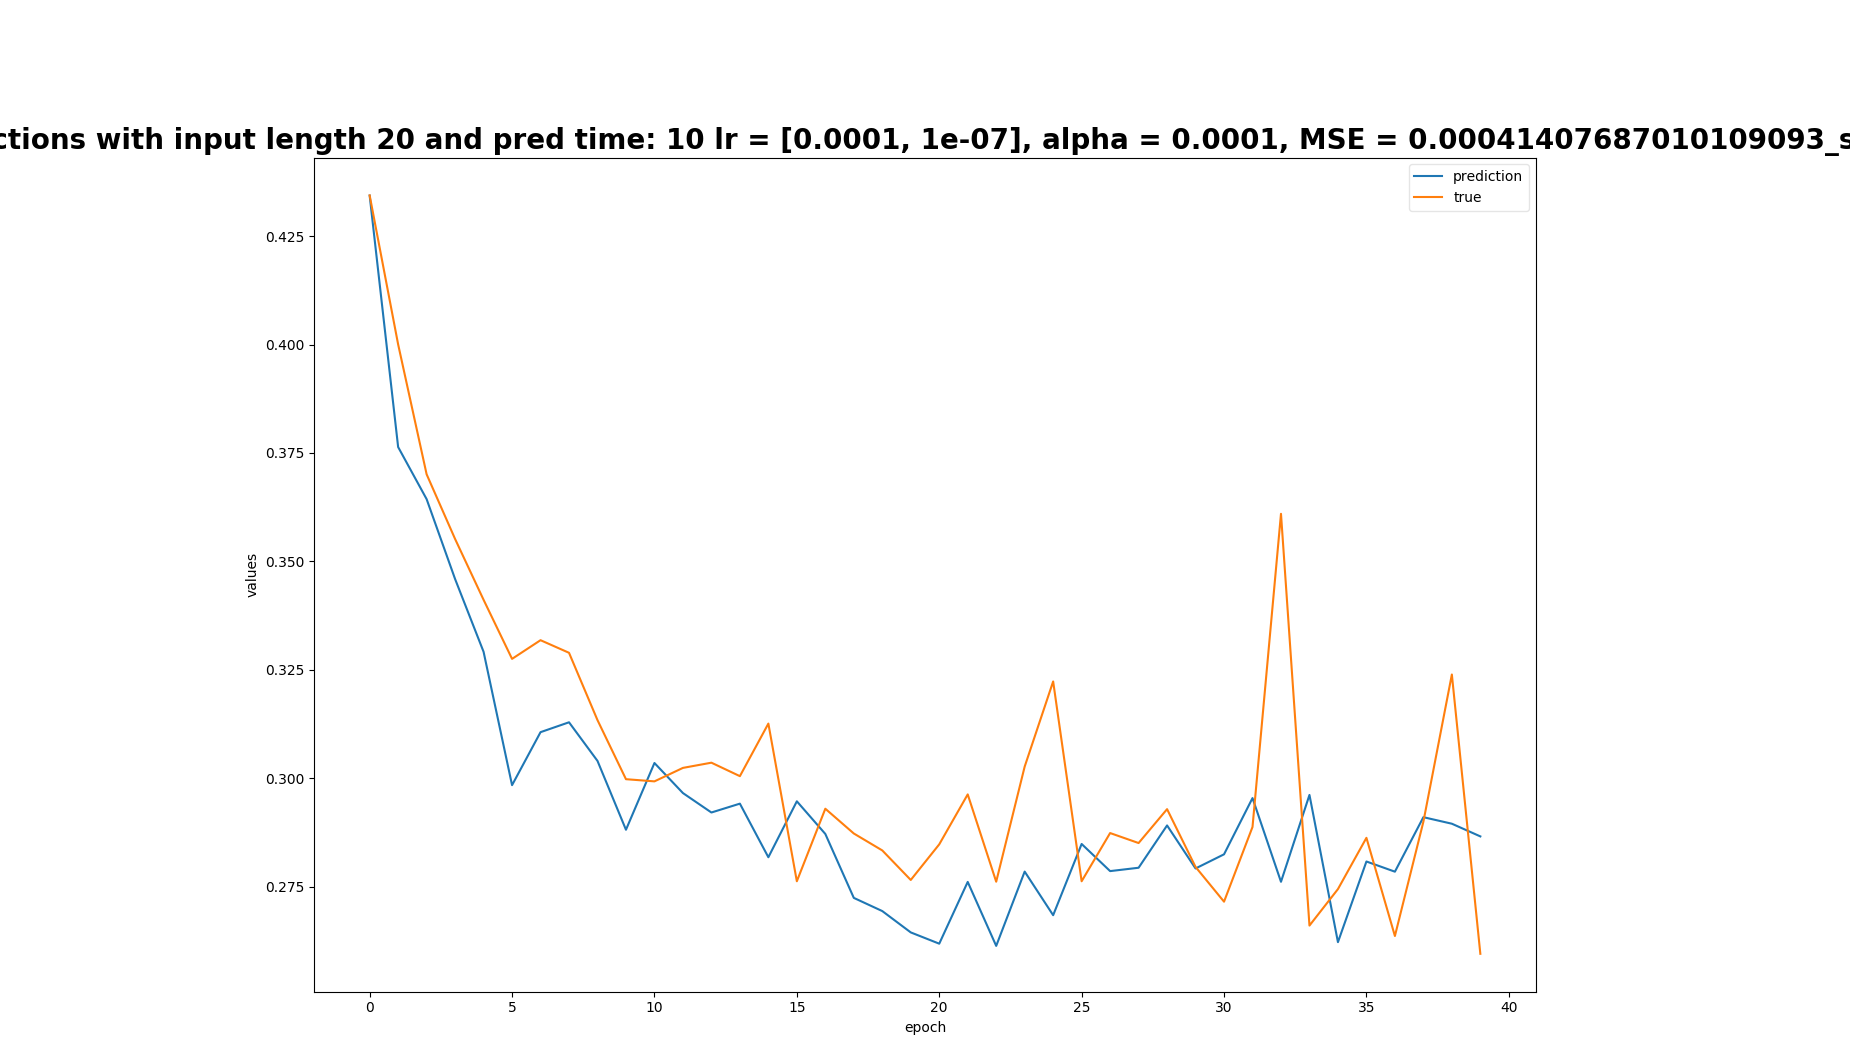 ctions with input length 20 and pred time: 10 lr = [0.0001, 1e-07], alpha = 0.0001, MSE = 0.00041407687010109093_s
prediction
true
0.425
0.400
0.375
0.350
0.325
0.300
0.275
values
0 5 10 15 20 25 30 35 40
epoch